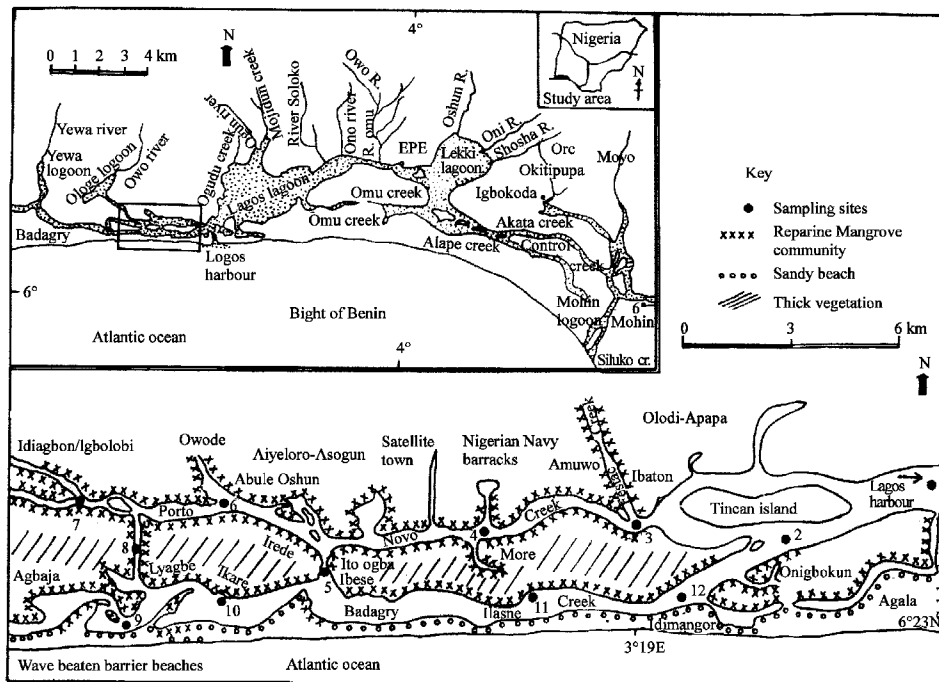 4°
N
0 2 3 4 km
Nigeria
N
Study area
Yewa river
Yewa
logoon
Ologe logoon
Owo river
Ogudu creek
Ogun river
Mojidun creek
River Soloko
Ono river
Owo R.
R. omu
EPE
Oshun R.
Oni R.
Shosha R.
Lekki
lagoon
Orc
Okitipupa
Moyo
Igbokoda
Lagos lagoon
Omu creek
Omu creek
Akata creek
Alape creek
Control
creek
Badagry
Logos
harbour
6°
Mohin
logoon
6°
Mohin
Bight of Benin
Atlantic ocean
4°
Siluko cr.
Key
Sampling sites
Reparine Mangrove
community
Sandy beach
Thick vegetation
0 3 6 km
N
Idiagbon/Igbolobi
Owode
Aiyeloro-Asogun
Abule Oshun
Satellite
town
Nigerian Navy
barracks
Amuwo
Creek
Ibaton
Olodi-Apapa
Lagos
harbour
Tincan island
7
Porto
6
Novo
4
Creek
3
2
8
Irede
Ito ogba
Ibese
More
Agbaja
Lyagbe
Ikare
5
Onigbokun
9
10
Badagry
Ilasne
11
Creek
12
Idimangor
Agala
6°23N
3°19E
Wave beaten barrier beaches
Atlantic ocean